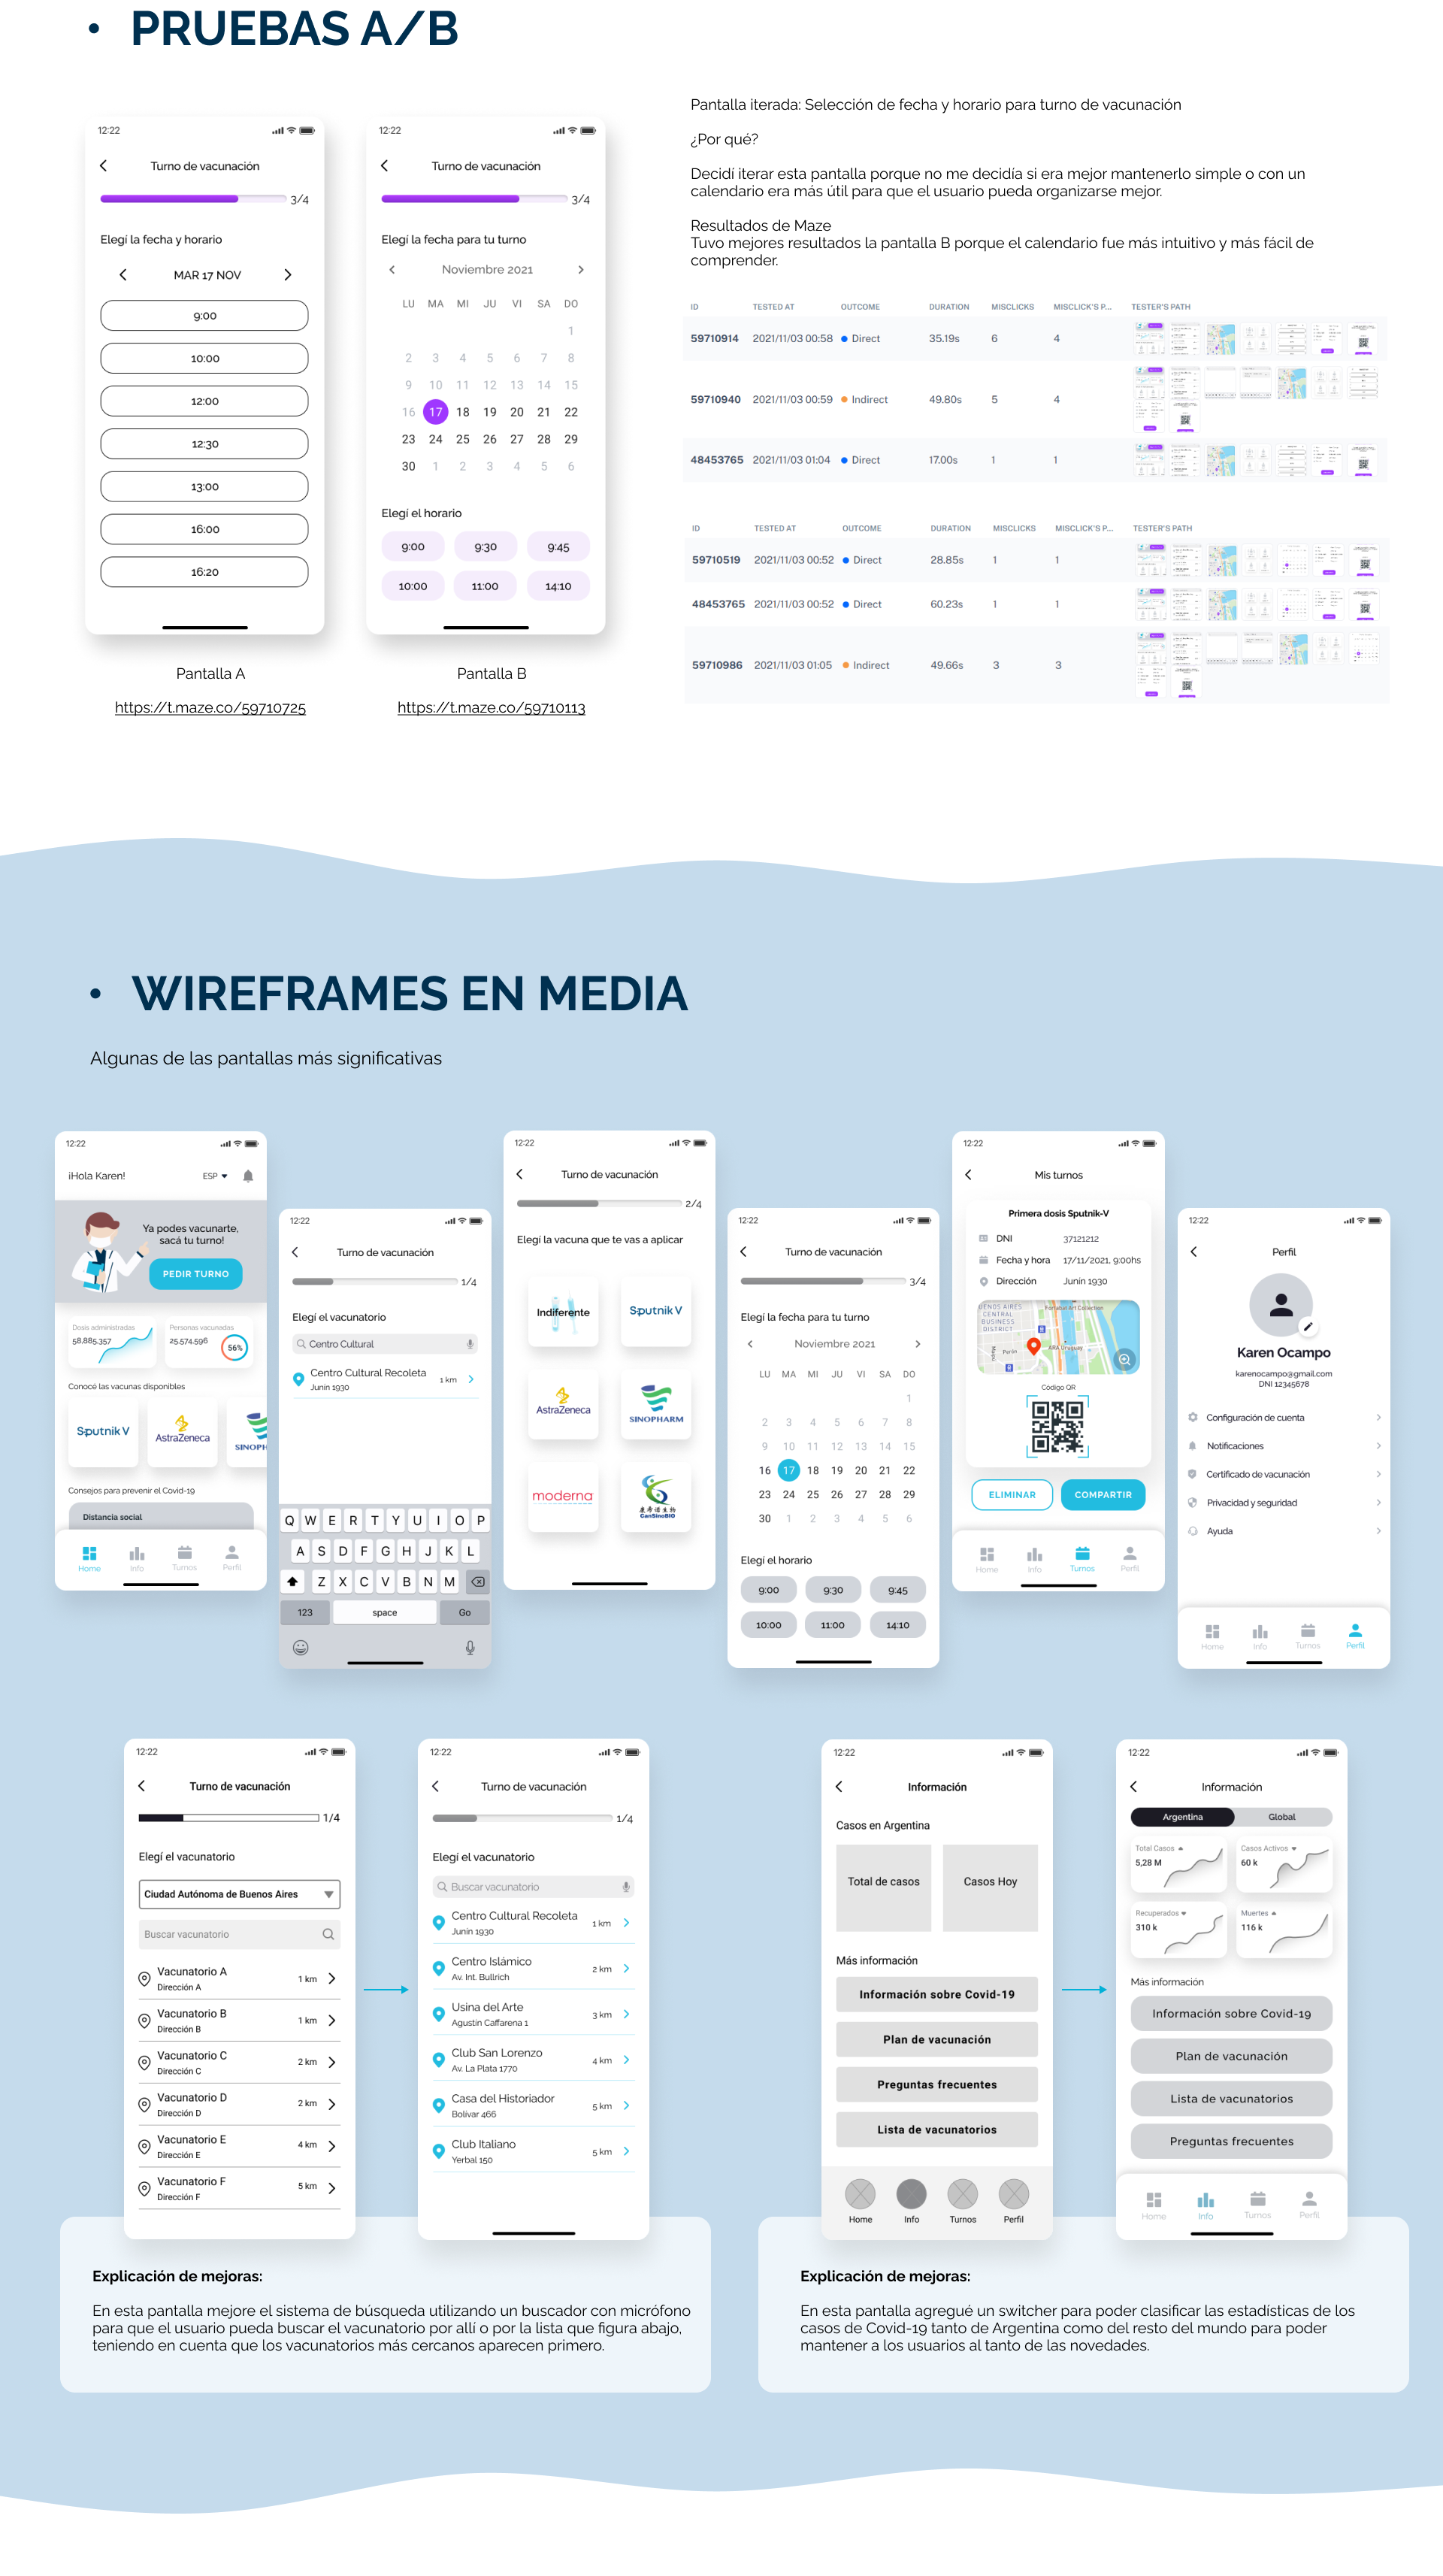 • PRUEBAS A/B
12:22
Turno de vacunación
3/4
Elegí la fecha y horario
MAR 17 NOV
9:00
10:00
12:00
12:30
13:00
16:00
16:20
Pantalla A
https://t.maze.co/59710725
12:22
Turno de vacunación
3/4
Elegí la fecha para tu turno
Noviembre 2021
LU MA MI JU VI SA DO
1
2 3 4 5 6 7 8
9 10 11 12 13 14 15
16 17 18 19 20 21 22
23 24 25 26 27 28 29
30 1 2 3 4 5 6
Elegí el horario
9:00 9:30 9:45
10:00 11:00 14:10
Pantalla B
https://t.maze.co/59710113
Pantalla iterada: Selección de fecha y horario para turno de vacunación
¿Por qué?
Decidí iterar esta pantalla porque no me decidía si era mejor mantenerlo simple o con un
calendario era más útil para que el usuario pueda organizarse mejor.
Resultados de Maze
Tuvo mejores resultados la pantalla B porque el calendario fue más intuitivo y más fácil de
comprender.
ID TESTED AT OUTCOME DURATION MISCLICKS MISCLICK'S P... TESTER'S PATH
59710914 2021/11/03 00:58 Direct 35.19s 6 4
59710940 2021/11/03 00:59 Indirect 49.80s 5 4
48453765 2021/11/03 01:04 Direct 17.00s 1 1
ID TESTED AT OUTCOME DURATION MISCLICKS MISCLICK'S P... TESTER'S PATH
59710519 2021/11/03 00:52 Direct 28.85s 1 1
48453765 2021/11/03 00:52 Direct 60.23s 1 1
59710986 2021/11/03 01:05 Indirect 49.66s 3 3
• WIREFRAMES EN MEDIA
Algunas de las pantallas más significativas
12:22
¡Hola Karen!
ESP
Ya podes vacunarte,
sacá tu turno!
PEDIR TURNO
Dosis administradas
58.885.357
Personas vacunadas
25.574.596
56%
Conocé las vacunas disponibles
Sputnik V
AstraZeneca
SINOPH
Consejos para prevenir el Covid-19
Distancia social
Home Info Turnos Perfil
12:22
Turno de vacunación
1/4
Elegí el vacunatorio
Centro Cultural
Centro Cultural Recoleta
Junin 1930
1 km
Q W E R T Y U I O P
A S D F G H J K L
Z X C V B N M
123 space Go
12:22
Turno de vacunación
2/4
Elegí la vacuna que te vas a aplicar
Indiferente
Sputnik V
AstraZeneca
SINOPHARM
moderna
康希诺生物
CanSinoBIO
12:22
Turno de vacunación
3/4
Elegí la fecha para tu turno
Noviembre 2021
LU MA MI JU VI SA DO
1
2 3 4 5 6 7 8
9 10 11 12 13 14 15
16 17 18 19 20 21 22
23 24 25 26 27 28 29
30 1 2 3 4 5 6
Elegí el horario
9:00 9:30 9:45
10:00 11:00 14:10
12:22
Mis turnos
Primera dosis Sputnik-V
DNI 37121212
Fecha y hora 17/11/2021, 9:00hs
Dirección Junin 1930
BUENOS AIRES
CENTRAL
BUSINESS
DISTRICT
Fortabat Art Collection
ARA Uruguay
Perón
Maipú
Código QR
ELIMINAR
COMPARTIR
Home Info Turnos Perfil
12:22
Perfil
Karen Ocampo
karenocampo@gmail.com
DNI 12345678
Configuración de cuenta
Notificaciones
Certificado de vacunación
Privacidad y seguridad
Ayuda
Home Info Turnos Perfil
12:22
Turno de vacunación
1/4
Elegí el vacunatorio
Ciudad Autónoma de Buenos Aires
Buscar vacunatorio
Vacunatorio A
Dirección A
1 km
Vacunatorio B
Dirección B
1 km
Vacunatorio C
Dirección C
2 km
Vacunatorio D
Dirección D
2 km
Vacunatorio E
Dirección E
4 km
Vacunatorio F
Dirección F
5 km
12:22
Turno de vacunación
1/4
Elegí el vacunatorio
Buscar vacunatorio
Centro Cultural Recoleta
Junin 1930
1 km
Centro Islámico
Av. Int. Bullrich
2 km
Usina del Arte
Agustin Caffarena 1
3 km
Club San Lorenzo
Av. La Plata 1770
4 km
Casa del Historiador
Bolivar 466
5 km
Club Italiano
Yerbal 150
5 km
Explicación de mejoras:
En esta pantalla mejore el sistema de búsqueda utilizando un buscador con micrófono
para que el usuario pueda buscar el vacunatorio por allí o por la lista que figura abajo,
teniendo en cuenta que los vacunatorios más cercanos aparecen primero.
12:22
Información
Casos en Argentina
Total de casos
Casos Hoy
Más información
Información sobre Covid-19
Plan de vacunación
Preguntas frecuentes
Lista de vacunatorios
Home Info Turnos Perfil
12:22
Información
Argentina Global
Total Casos
5,28 M
Casos Activos
60 k
Recuperados
310 k
Muertes
116 k
Más información
Información sobre Covid-19
Plan de vacunación
Lista de vacunatorios
Preguntas frecuentes
Home Info Turnos Perfil
Explicación de mejoras:
En esta pantalla agregué un switcher para poder clasificar las estadísticas de los
casos de Covid-19 tanto de Argentina como del resto del mundo para poder
mantener a los usuarios al tanto de las novedades.